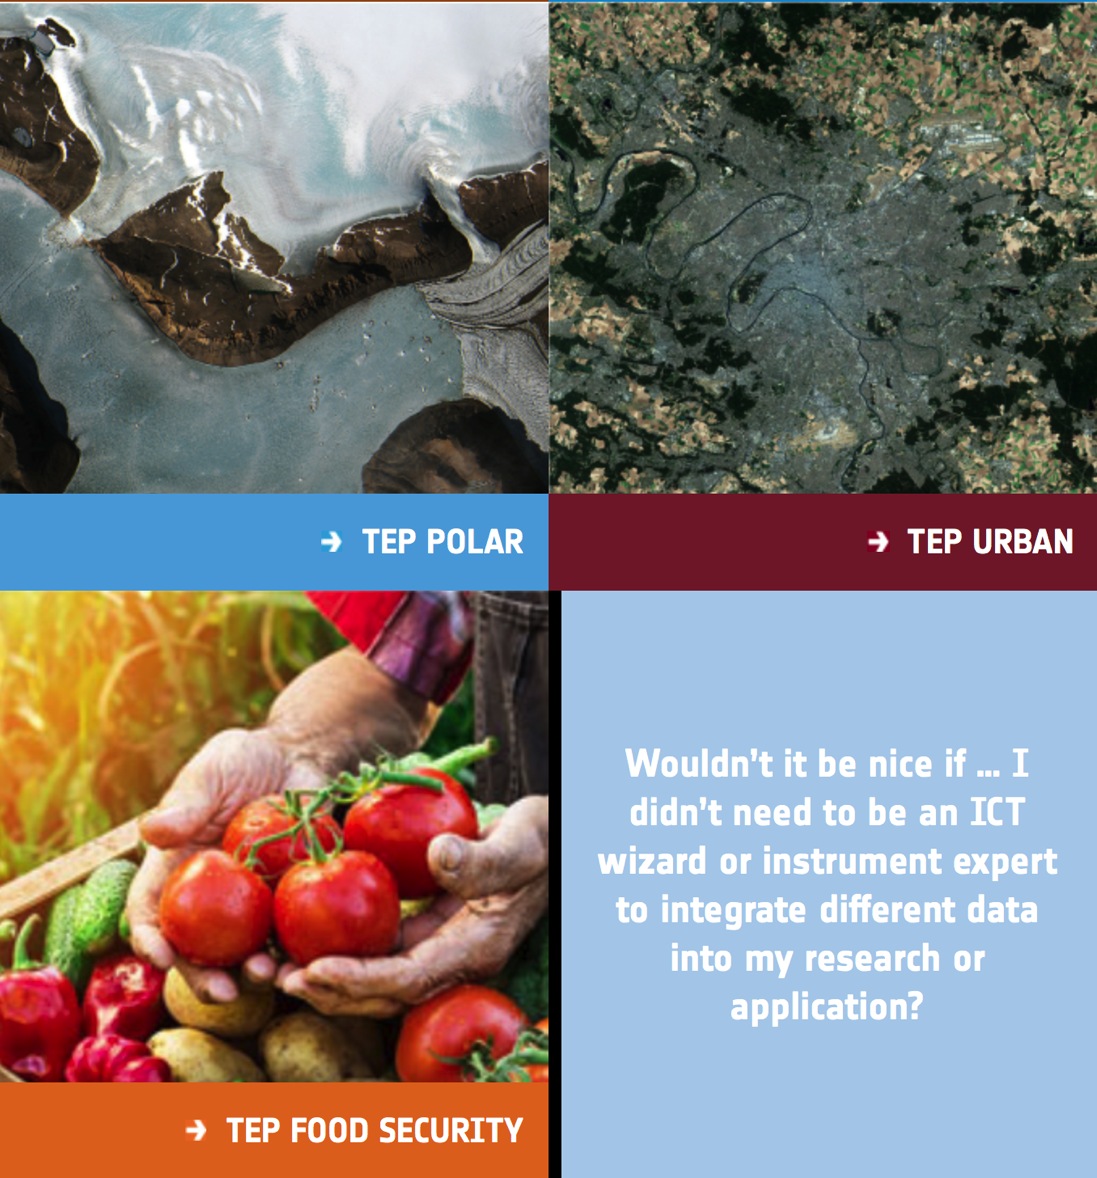 → TEP POLAR
→ TEP URBAN
Wouldn't it be nice if ... I
didn't need to be an ICT
wizard or instrument expert
to integrate different data
into my research or
application?
→ TEP FOOD SECURITY